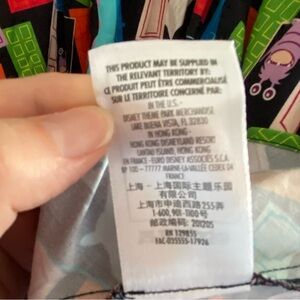 THIS PRODUCT MAY BE SUPPLIED IN
THE RELEVANT TERRITORY BY:
CE PRODUIT PEUT ÊTRE COMMERCIALISÉ
SUR LE TERRITOIRE CONCERNÉ PAR:
IN THE U.S.-
DISNEY THEME PARK MERCHANDISE
LAKE BUENA VISTA, FL 32830
IN HONG KONG-
HONG KONG DISNEYLAND RESORT
LANTAU ISLAND, HONG KONG
EN FRANCE - EURO DISNEY ASSOCIÉS S.C.A.
BP 100 - 77777 MARNE-LA-VALLEE CEDEX 04
FRANCE
上海 - 上海国际主题乐园
有限公司
上海市申迪西路255弄
1-600, 901-1100号
邮政编码: 201205
EN 129855
FAC-035555-17926